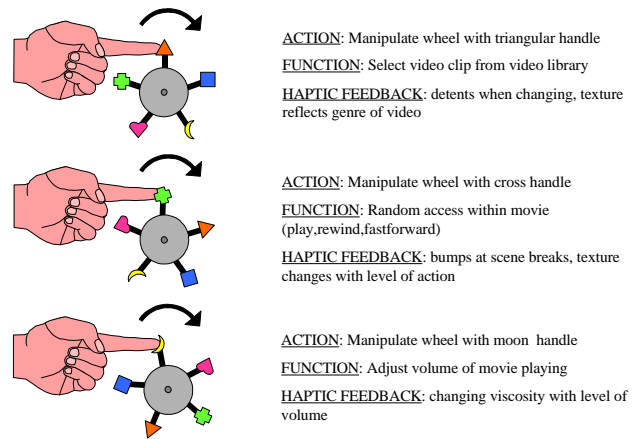 ACTION: Manipulate wheel with triangular handle
FUNCTION: Select video clip from video library
HAPTIC FEEDBACK: detents when changing, texture
reflects genre of video
ACTION: Manipulate wheel with cross handle
FUNCTION: Random access within movie
(play,rewind,fastforward)
HAPTIC FEEDBACK: bumps at scene breaks, texture
changes with level of action
ACTION: Manipulate wheel with moon  handle
FUNCTION: Adjust volume of movie playing
HAPTIC FEEDBACK: changing viscosity with level of
volume